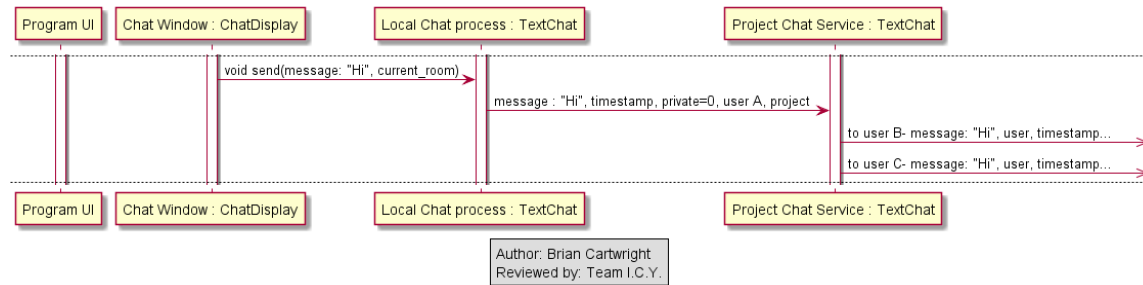 Program UI
Chat Window : ChatDisplay
Local Chat process : TextChat
Project Chat Service : TextChat
void send(message: "Hi", current_room)
message : "Hi", timestamp, private=0, user A, project
to user B- message: "Hi", user, timestamp...
to user C- message: "Hi", user, timestamp...
Program UI
Chat Window : ChatDisplay
Local Chat process : TextChat
Project Chat Service : TextChat
Author: Brian Cartwright
Reviewed by: Team I.C.Y.